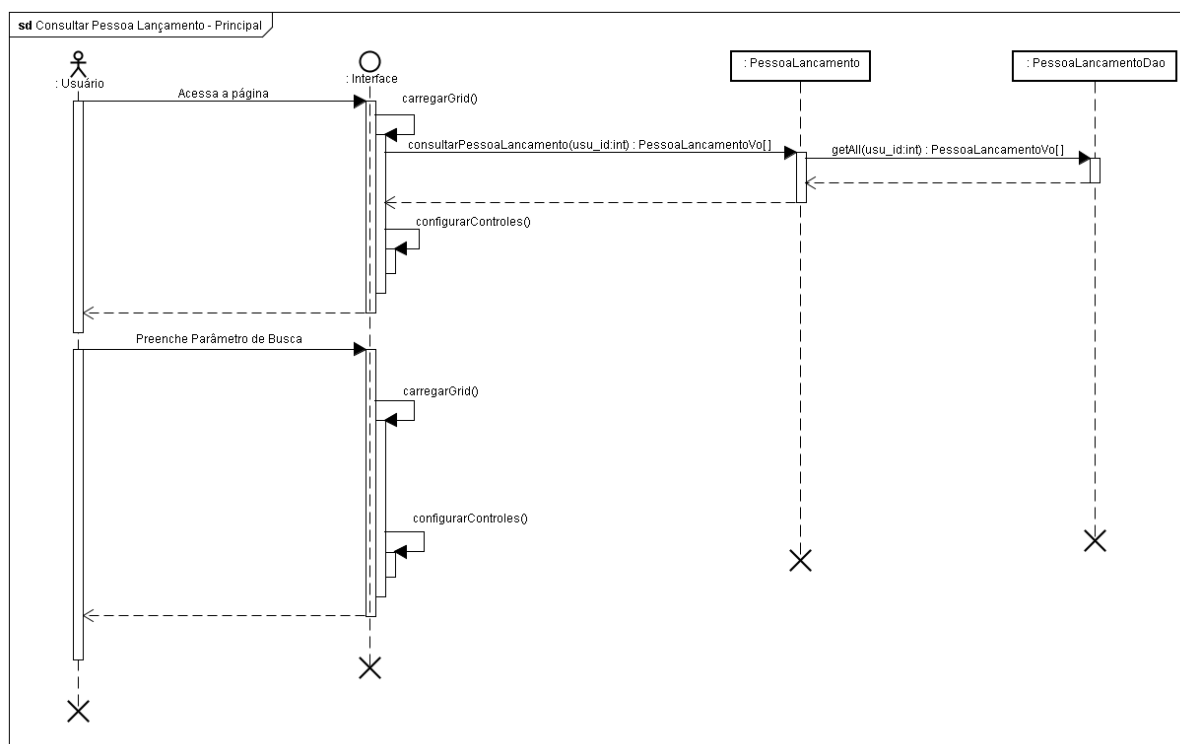 sd Consultar Pessoa Lançamento - Principal
: Usuário
: Interface
: PessoaLancamento
: PessoaLancamentoDao
Acessa a página
carregarGrid()
consultarPessoaLancamento(usu_id:int) : PessoaLancamentoVo[]
getAll(usu_id:int) : PessoaLancamentoVo[]
configurarControles()
Preenche Parâmetro de Busca
carregarGrid()
configurarControles()